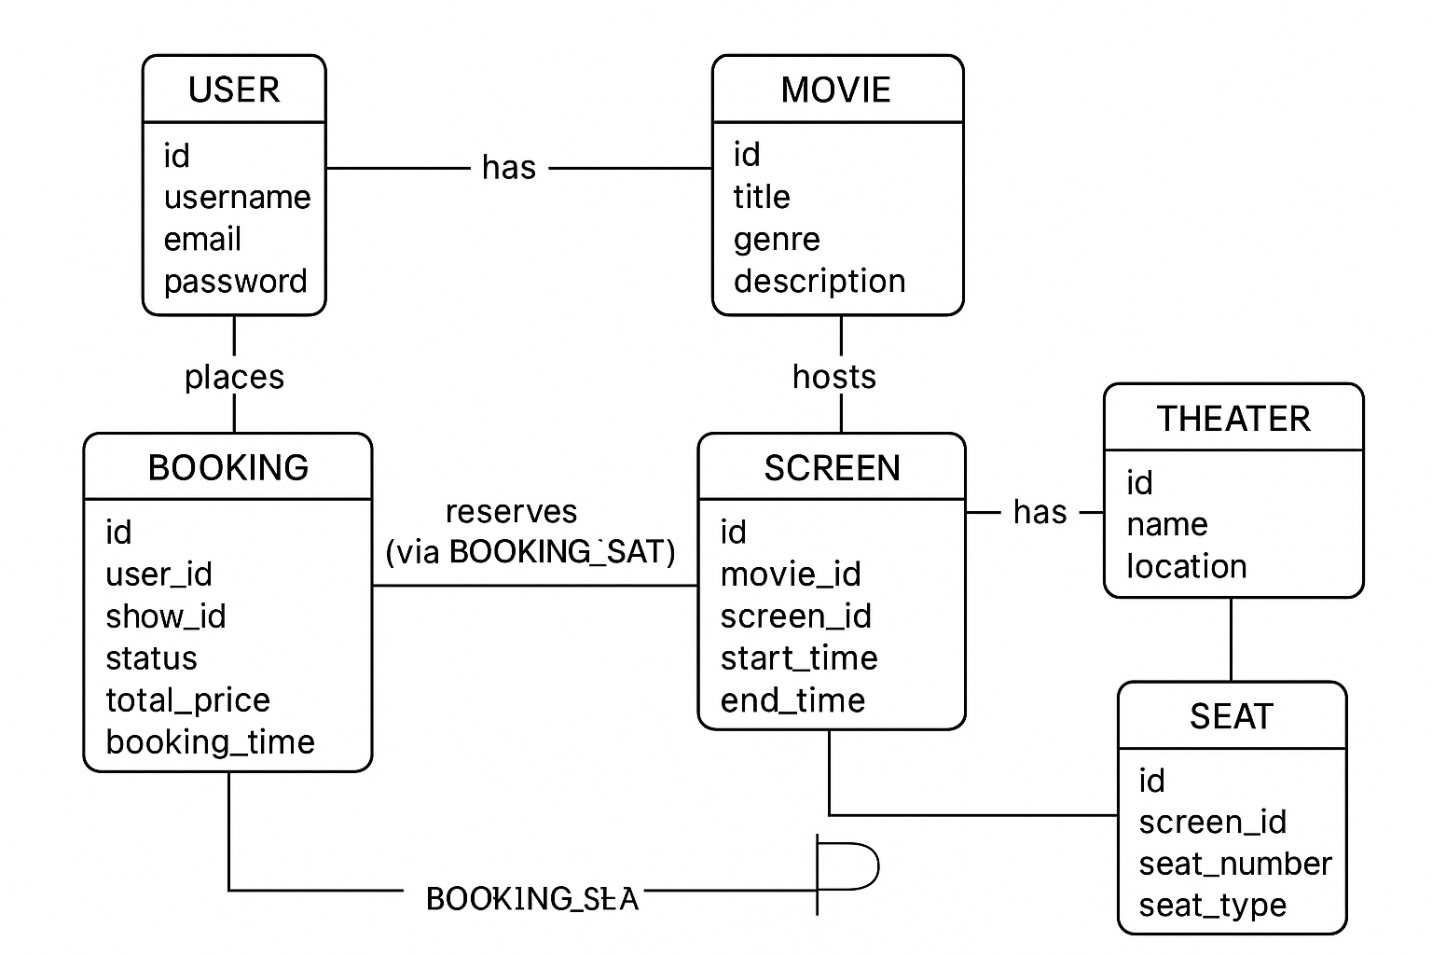 USER
id
username
email
password
has
MOVIE
id
title
genre
description
places
hosts
BOOKING
id
user_id
show_id
status
total_price
booking_time
reserves
(via BOOKING_SAT)
SCREEN
id
movie_id
screen_id
start_time
end_time
has
THEATER
id
name
location
SEAT
id
screen_id
seat_number
seat_type
BOOKING_SEA